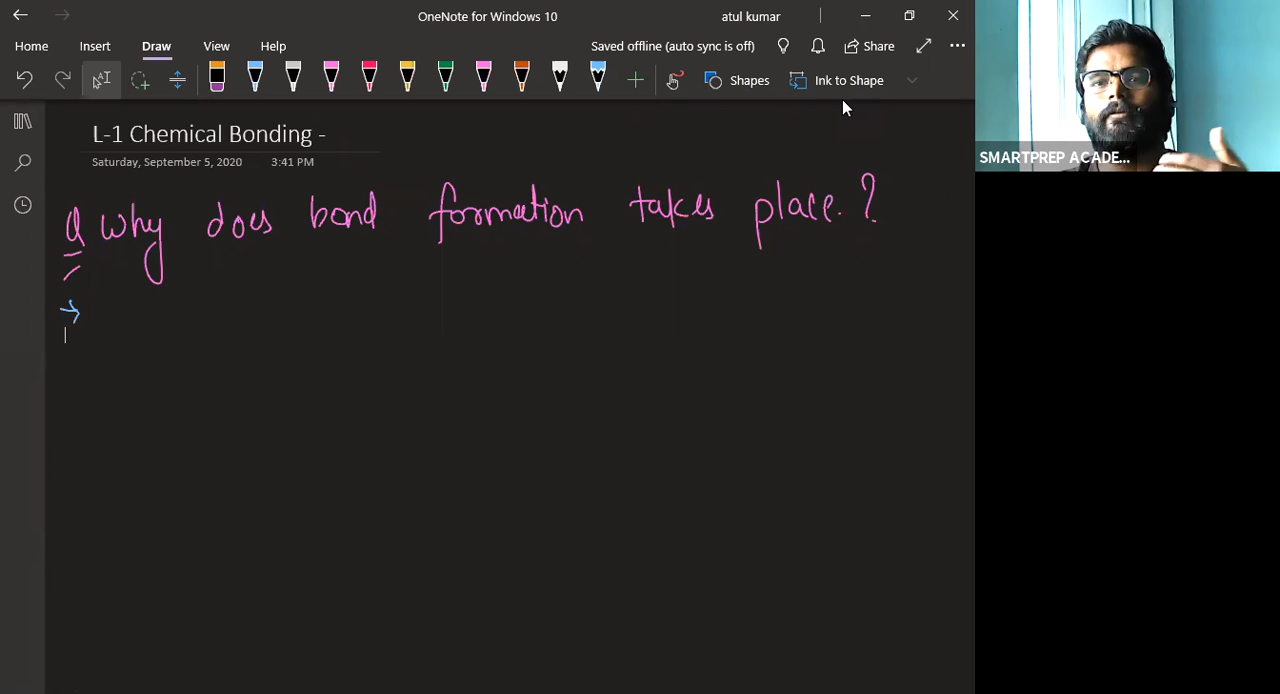 OneNote for Windows 10
atul kumar
Home Insert Draw View Help
Saved offline (auto sync is off)
Share
Shapes
Ink to Shape
SMARTPREP ACADE...
L-1 Chemical Bonding -
Saturday, September 5, 2020 3:41 PM
Q Why does bond formation takes place.?